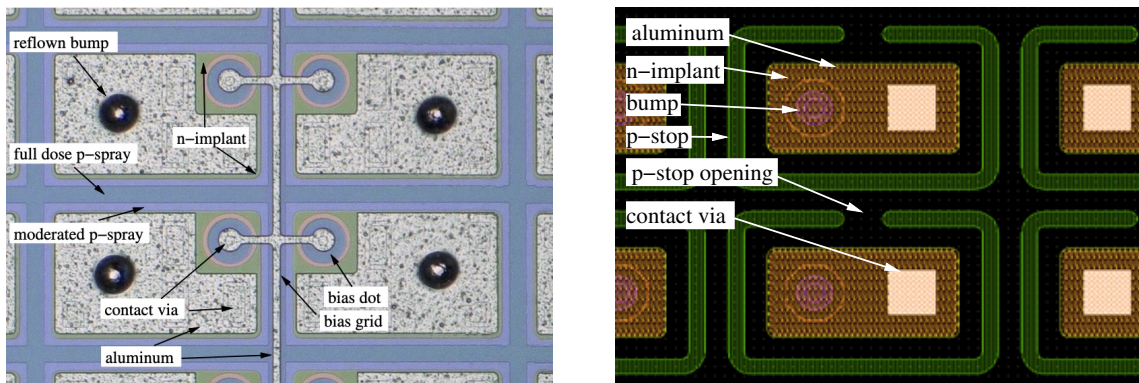 reflown bump
n−implant
full dose p−spray
moderated p−spray
contact via
bias dot
bias grid
aluminum
aluminum
n−implant
bump
p−stop
p−stop opening
contact via